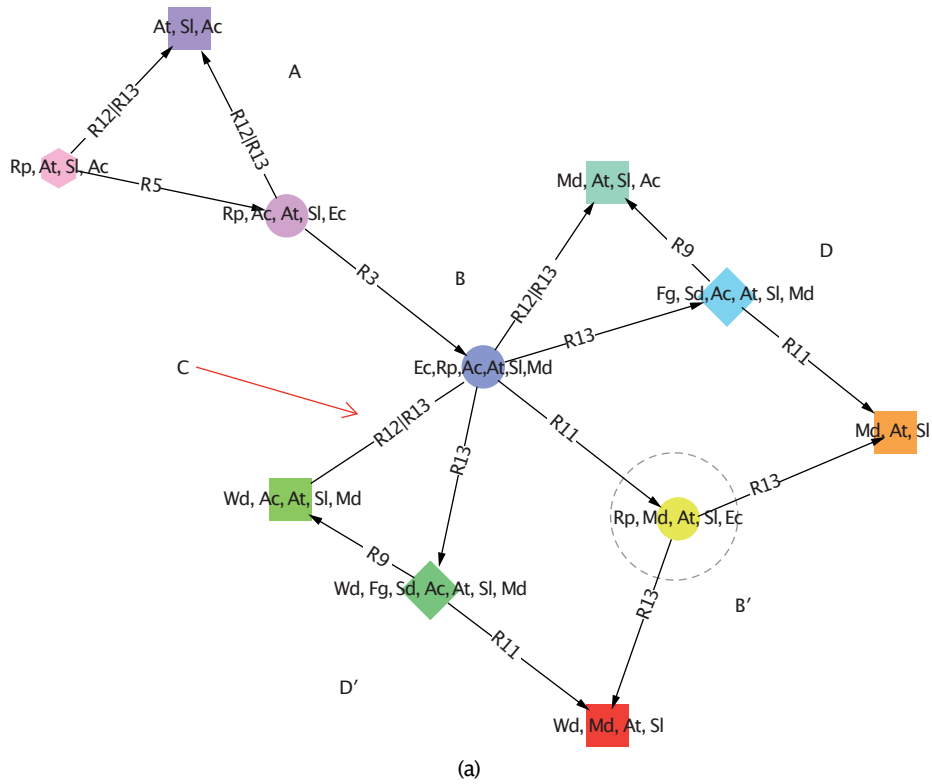 At, Sl, Ac
A
R12|R13
R12|R13
Rp, At, Sl, Ac
R5
Rp, Ac, At, Sl, Ec
Md, At, Sl, Ac
R9
D
R3
B
R12|R13
Fg, Sd, Ac, At, Sl, Md
R13
R11
C
Ec,Rp,Ac,At,Sl,Md
R12|R13
R11
Md, At, Sl
R13
R13
Wd, Ac, At, Sl, Md
Rp, Md, At, Sl, Ec
R9
Wd, Fg, Sd, Ac, At, Sl, Md
R13
B′
R11
D′
Wd, Md, At, Sl
(a)